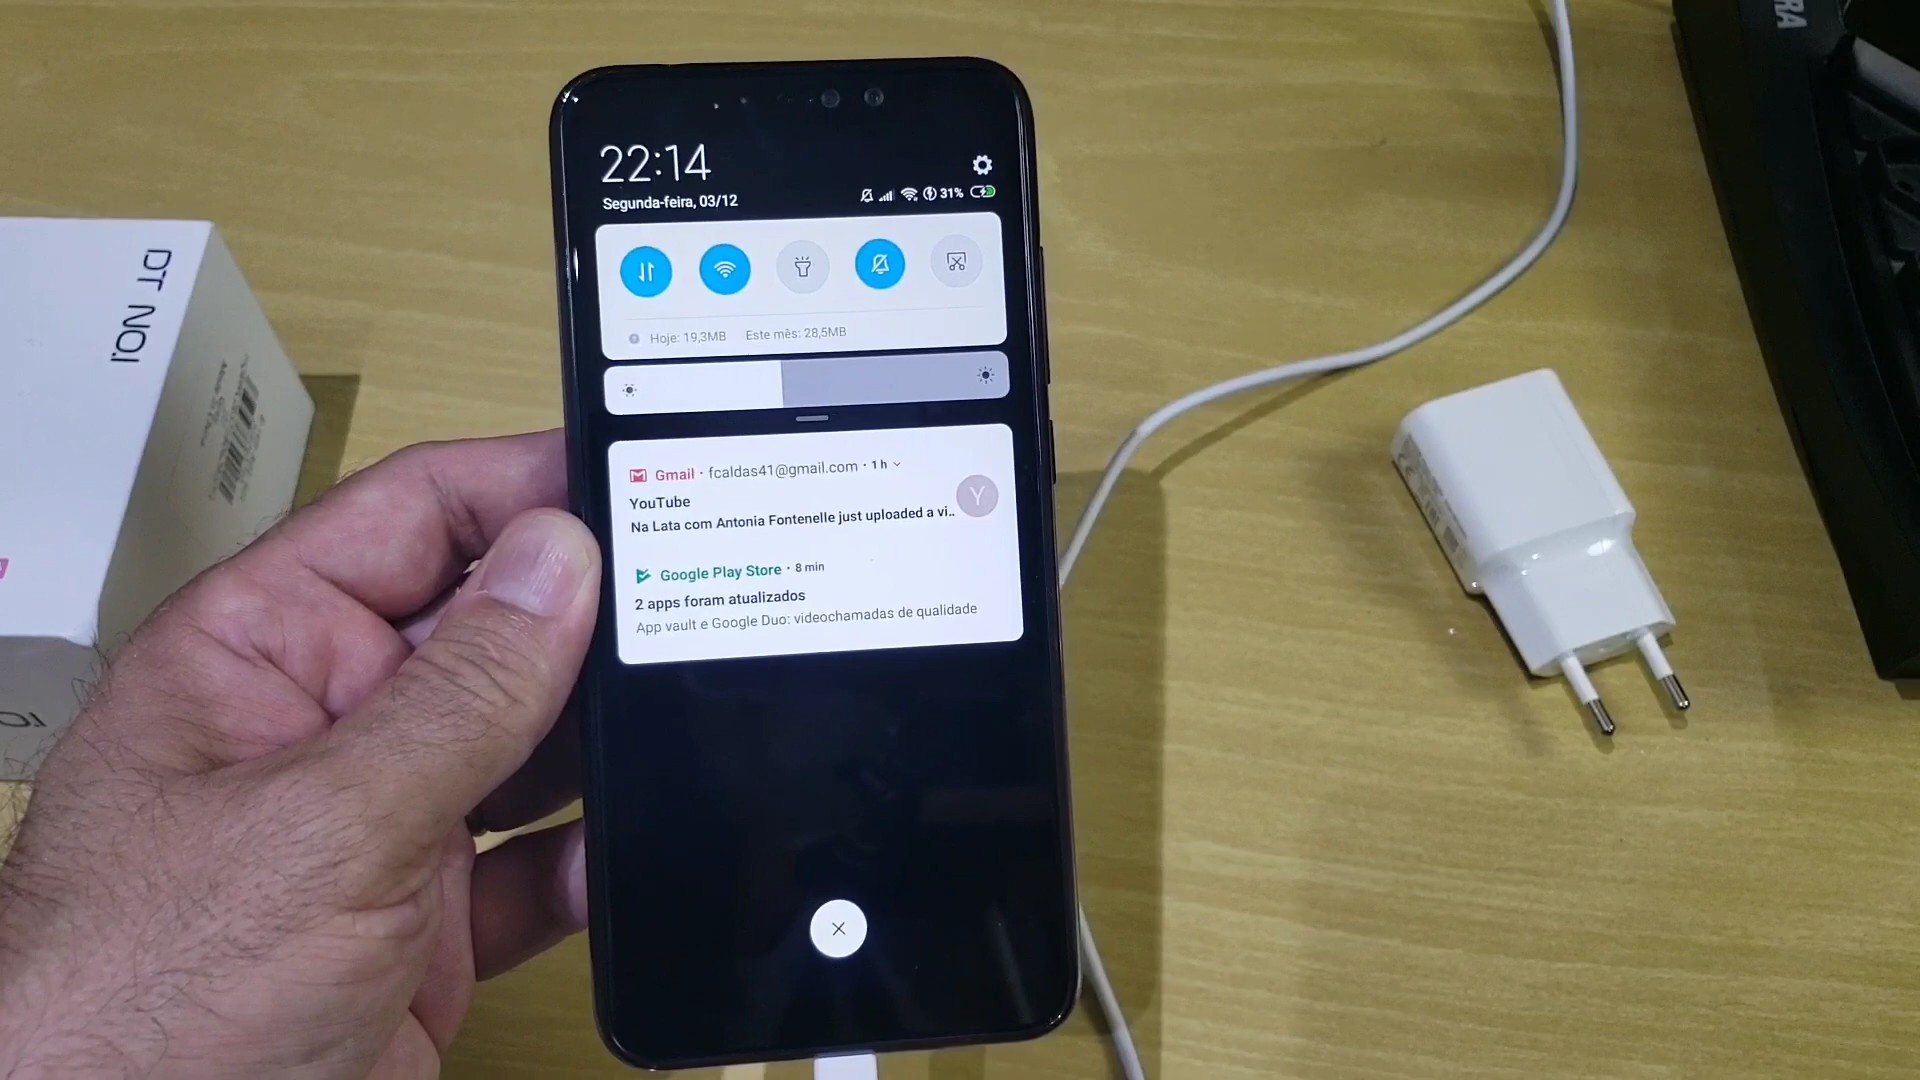 22:14
Segunda-feira, 03/12
31%
Hoje: 19,3MB Este mês: 28,5MB
Gmail · fcaldas41@gmail.com · 1 h
YouTube
Y
Na Lata com Antonia Fontenelle just uploaded a vi..
Google Play Store · 8 min
2 apps foram atualizados
App vault e Google Duo: videochamadas de qualidade
DT NO.I
O.I
RA